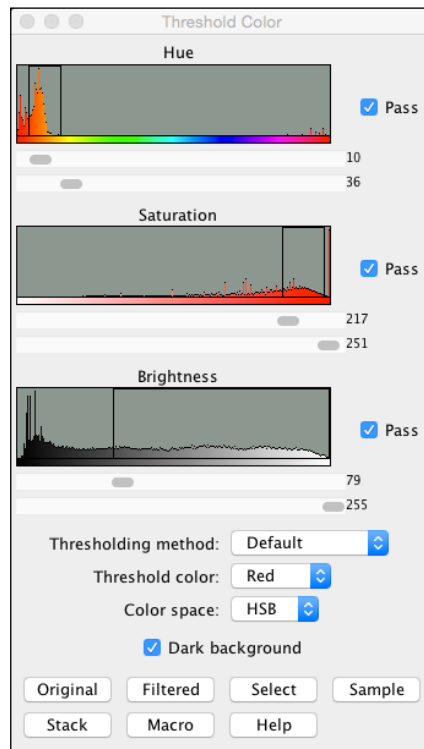 Threshold Color
Hue
Pass
10
36
Saturation
Pass
217
251
Brightness
Pass
79
255
Thresholding method: Default
Threshold color: Red
Color space: HSB
Dark background
Original Filtered Select Sample
Stack Macro Help